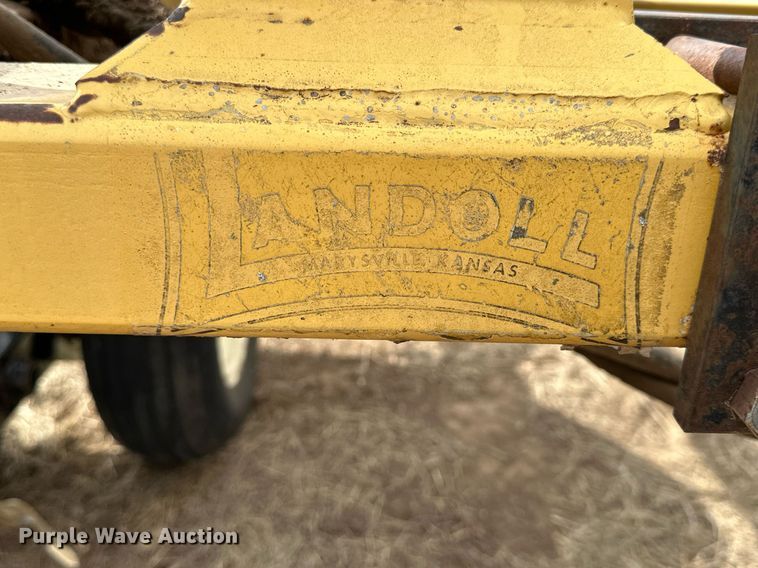 LANDOLL
MARYSVILLE, KANSAS
Purple Wave Auction